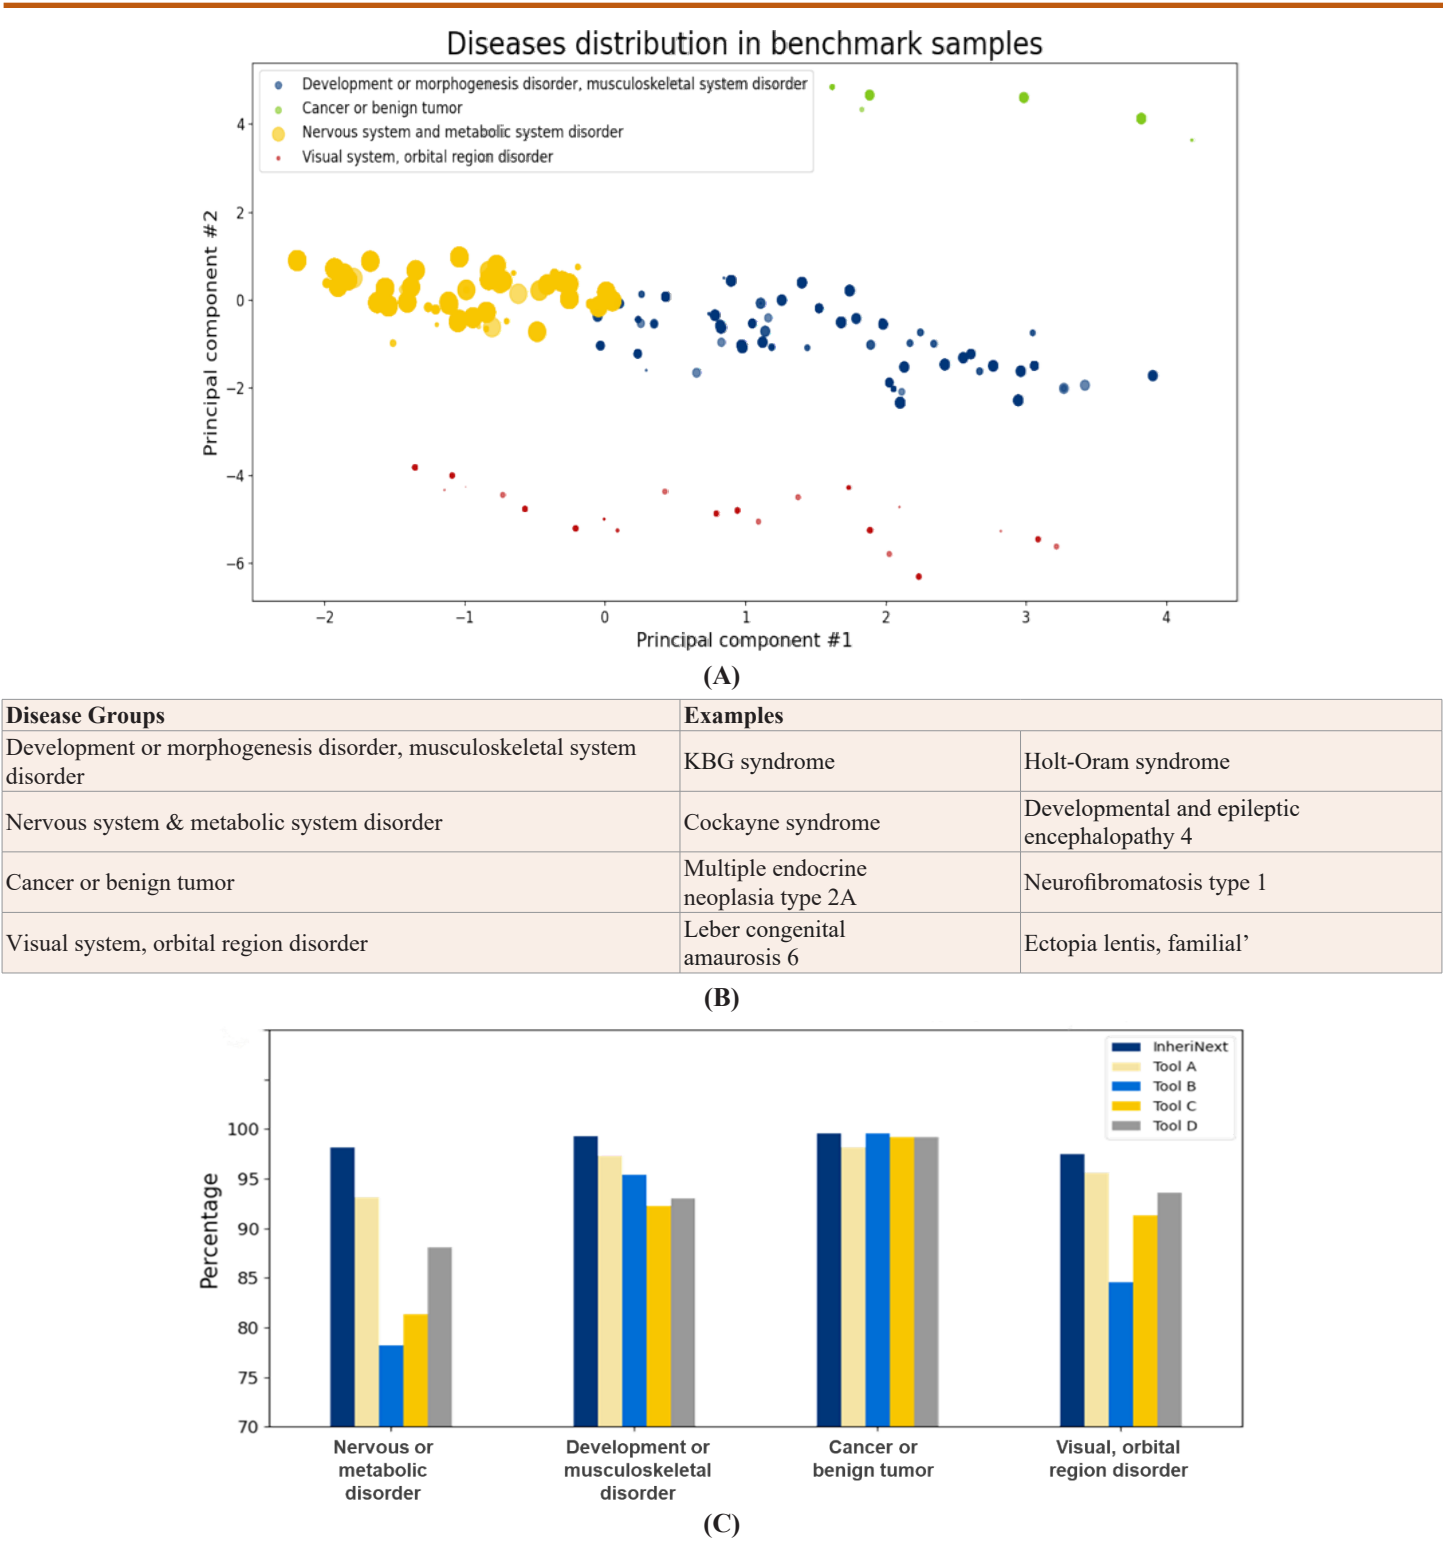 Diseases distribution in benchmark samples
Development or morphogenesis disorder, musculoskeletal system disorder
Cancer or benign tumor
Nervous system and metabolic system disorder
Visual system, orbital region disorder
4
2
0
−2
−4
−6
Principal component #2
−2 −1 0 1 2 3 4
Principal component #1
(A)
Disease Groups Examples
Development or morphogenesis disorder, musculoskeletal system
disorder
KBG syndrome
Holt-Oram syndrome
Nervous system & metabolic system disorder
Cockayne syndrome
Developmental and epileptic
encephalopathy 4
Cancer or benign tumor
Multiple endocrine
neoplasia type 2A
Neurofibromatosis type 1
Visual system, orbital region disorder
Leber congenital
amaurosis 6
Ectopia lentis, familial’
(B)
InheriNext
Tool A
Tool B
Tool C
Tool D
100
95
90
85
80
75
70
Percentage
Nervous or
metabolic
disorder
Development or
musculoskeletal
disorder
Cancer or
benign tumor
Visual, orbital
region disorder
(C)